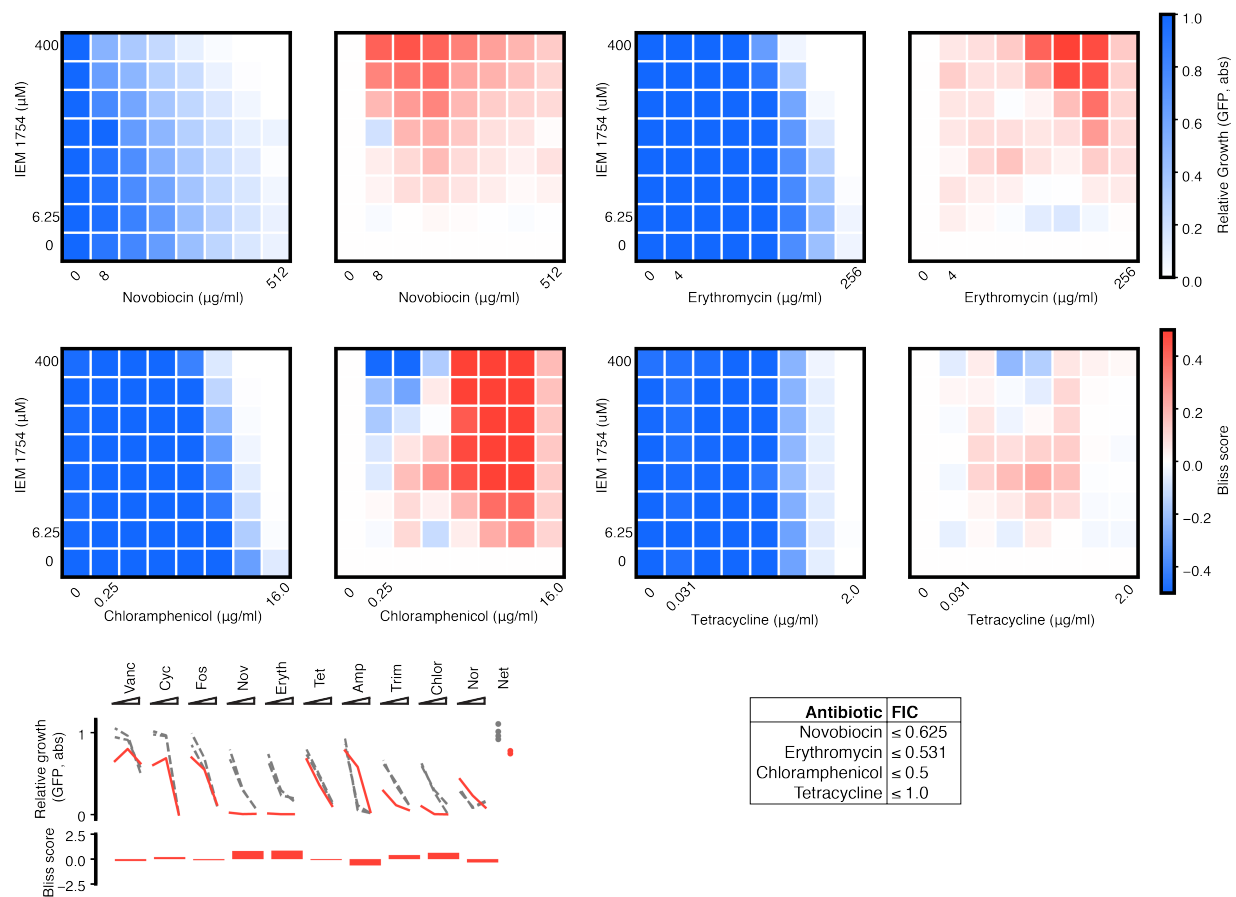 400
6.25
0
IEM 1754 (µM)
0
8
512
Novobiocin (µg/ml)
0
8
512
Novobiocin (µg/ml)
400
6.25
0
IEM 1754 (µM)
0
4
256
Erythromycin (µg/ml)
0
4
256
Erythromycin (µg/ml)
1.0
0.8
0.6
0.4
0.2
0.0
Relative Growth (GFP, abs)
400
6.25
0
IEM 1754 (uM)
0
0.25
16.0
Chloramphenicol (µg/ml)
0
0.25
16.0
Chloramphenicol (µg/ml)
400
6.25
0
IEM 1754 (uM)
0
0.031
2.0
Tetracycline (µg/ml)
0
0.031
2.0
Tetracycline (µg/ml)
0.4
0.2
0.0
−0.2
−0.4
Bliss score
Vanc
Cyc
Fos
Nov
Eryth
Tet
Amp
Trim
Chlor
Nor
Net
Relative growth
(GFP, abs)
1
0
Bliss score
2.5
0.0
−2.5
Antibiotic FIC
Novobiocin ≤ 0.625
Erythromycin ≤ 0.531
Chloramphenicol ≤ 0.5
Tetracycline ≤ 1.0